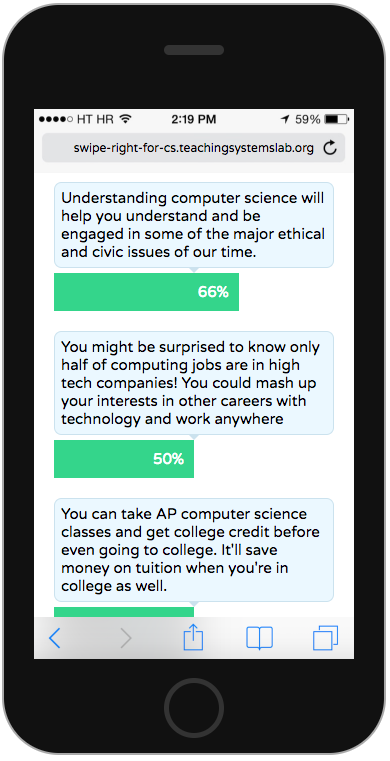 HT HR 2:19 PM 59%
swipe-right-for-cs.teachingsystemslab.org
Understanding computer science will
help you understand and be
engaged in some of the major ethical
and civic issues of our time.
66%
You might be surprised to know only
half of computing jobs are in high
tech companies! You could mash up
your interests in other careers with
technology and work anywhere
50%
You can take AP computer science
classes and get college credit before
even going to college. It'll save
money on tuition when you're in
college as well.